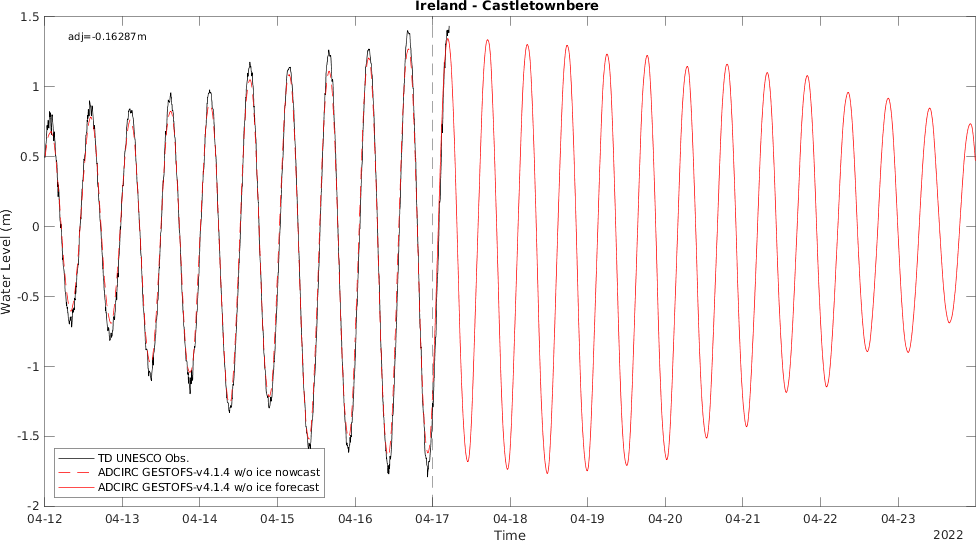 Ireland - Castletownbere
adj=-0.16287m
1.5
1
0.5
0
-0.5
-1
-1.5
-2
Water Level (m)
TD UNESCO Obs.
ADCIRC GESTOFS-v4.1.4 w/o ice nowcast
ADCIRC GESTOFS-v4.1.4 w/o ice forecast
04-12 04-13 04-14 04-15 04-16 04-17 04-18 04-19 04-20 04-21 04-22 04-23
Time
2022